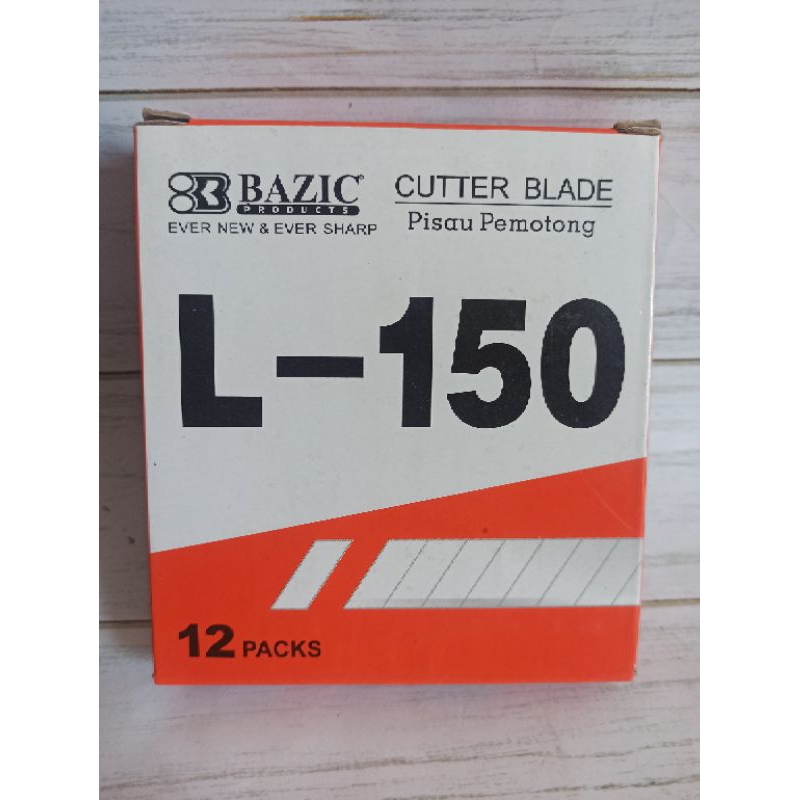 BAZIC®
PRODUCTS
EVER NEW & EVER SHARP
CUTTER BLADE
Pisau Pemotong
L-150
12 PACKS